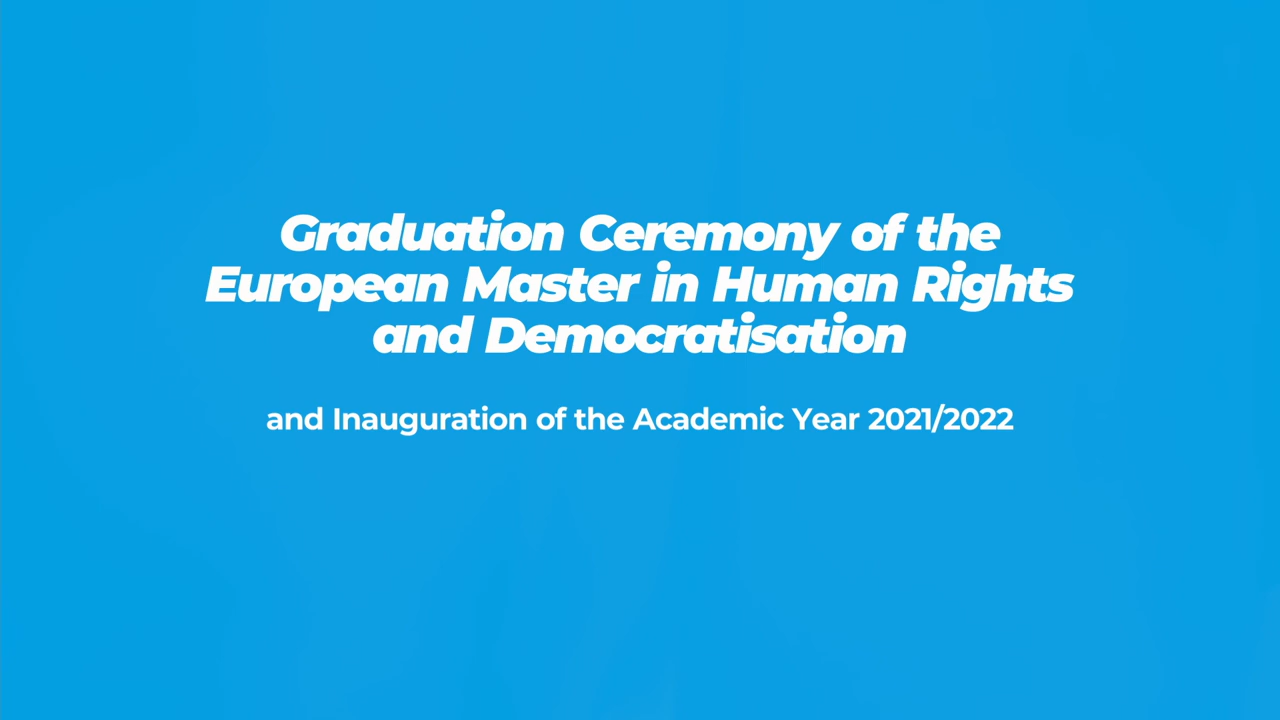 Graduation Ceremony of the
European Master in Human Rights
and Democratisation
and Inauguration of the Academic Year 2021/2022